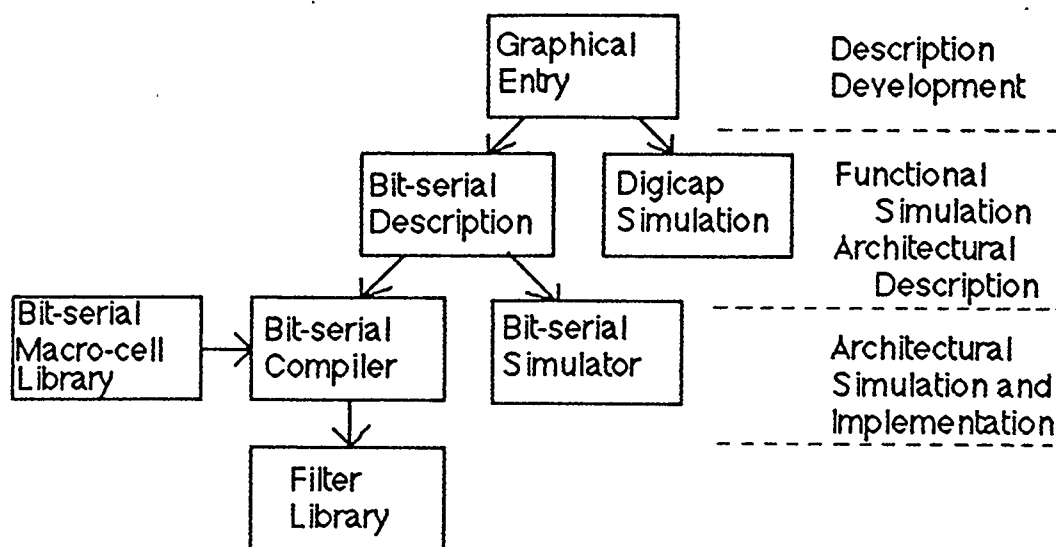 Graphical
Entry
Description
Development
Bit-serial
Description
Digicap
Simulation
Functional
Simulation
Architectural
Description
Bit-serial
Macro-cell
Library
Bit-serial
Compiler
Bit-serial
Simulator
Architectural
Simulation and
Implementation
Filter
Library